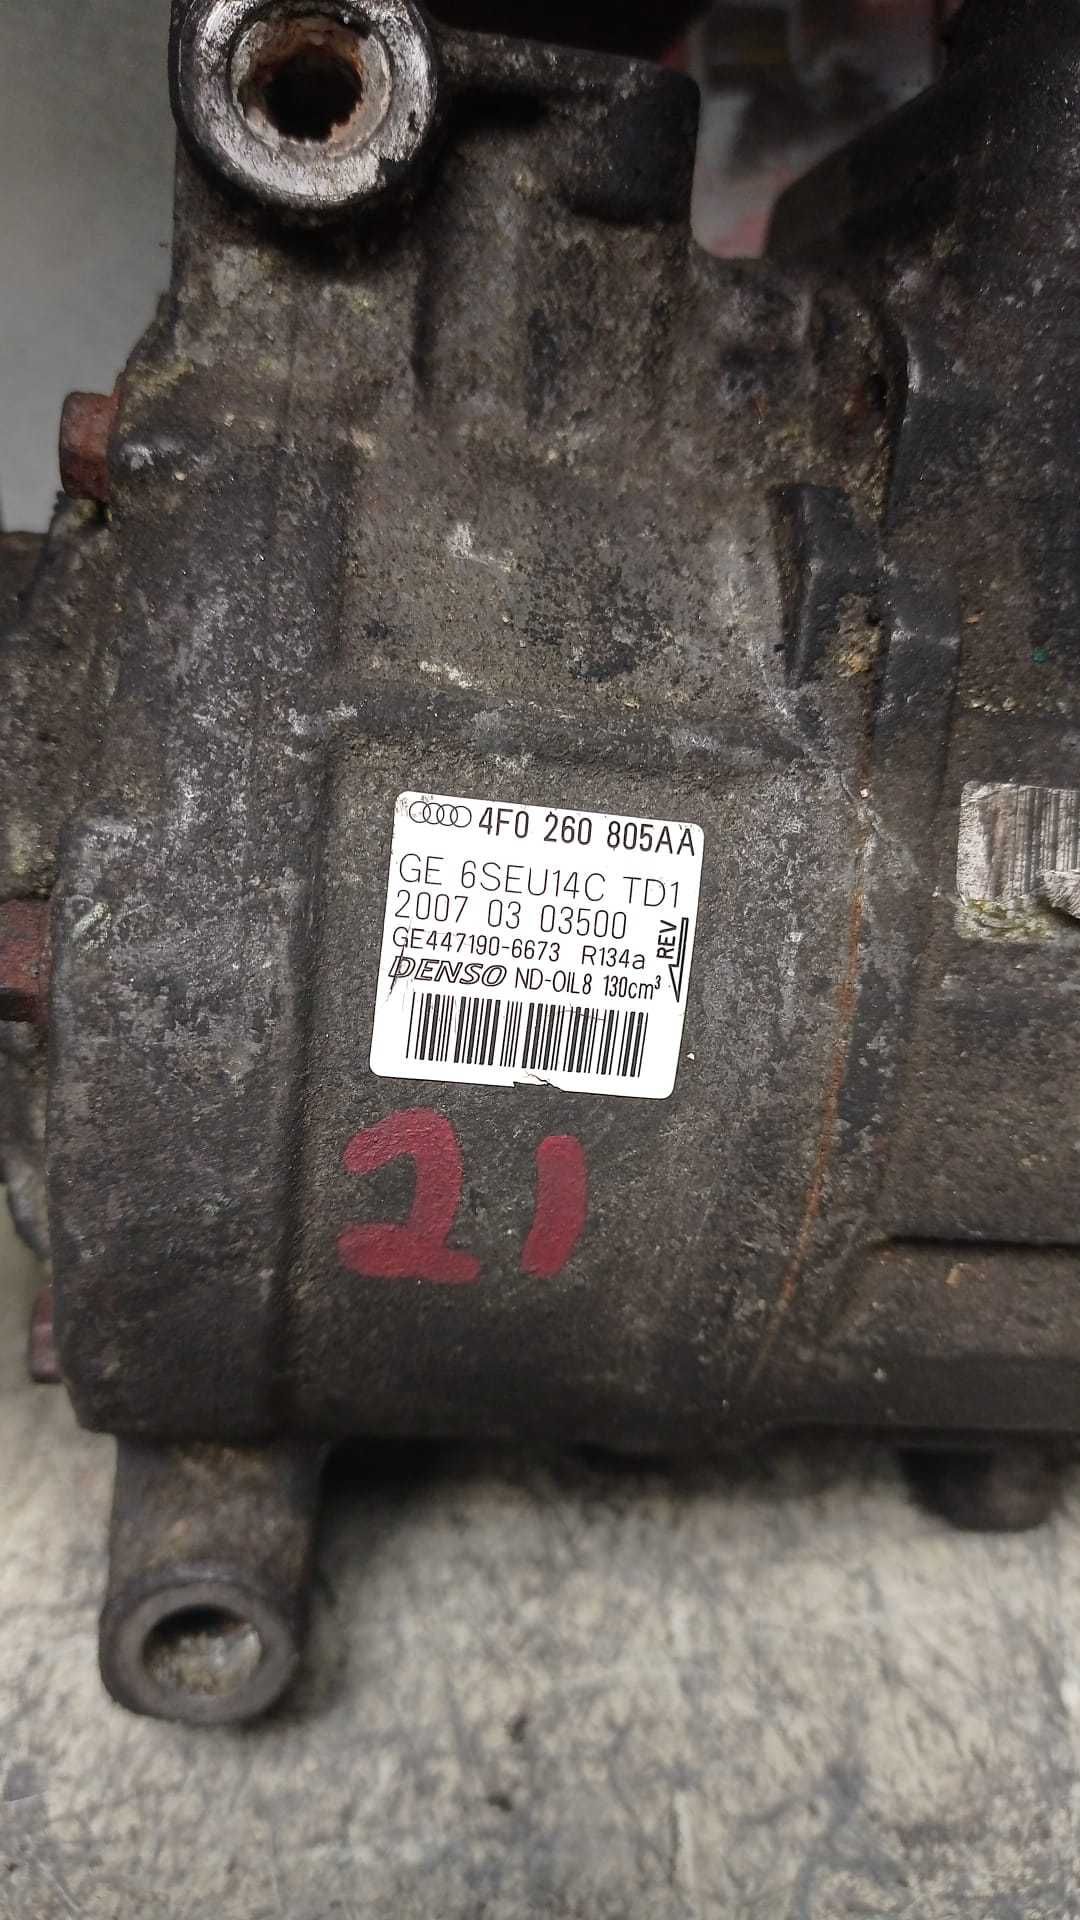 4F0 260 805AA
GE 6SEU14C TD1
2007 03 03500
GE447190-6673 R134a
REV
DENSO ND-OIL8 130cm³
21